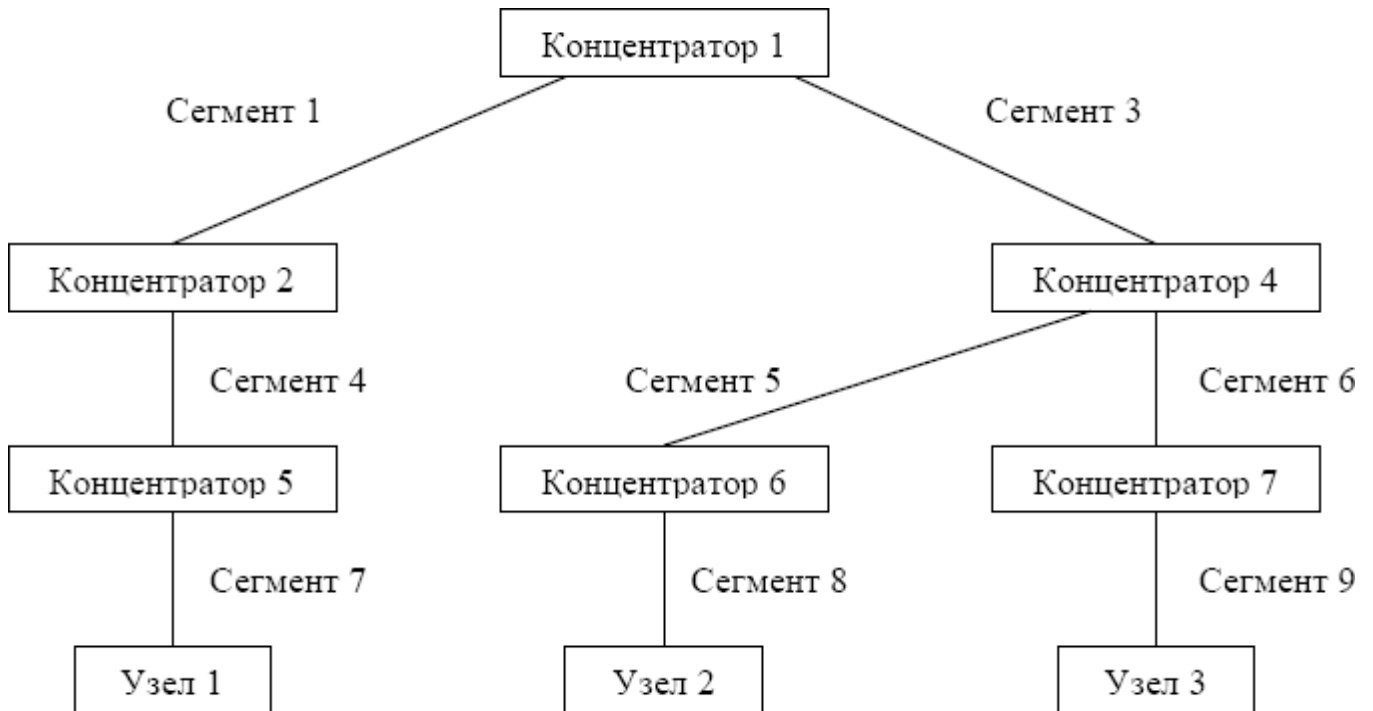 Концентратор 1
Сегмент 1
Сегмент 3
Концентратор 2
Концентратор 4
Сегмент 4
Сегмент 5
Сегмент 6
Концентратор 5
Концентратор 6
Концентратор 7
Сегмент 7
Сегмент 8
Сегмент 9
Узел 1
Узел 2
Узел 3